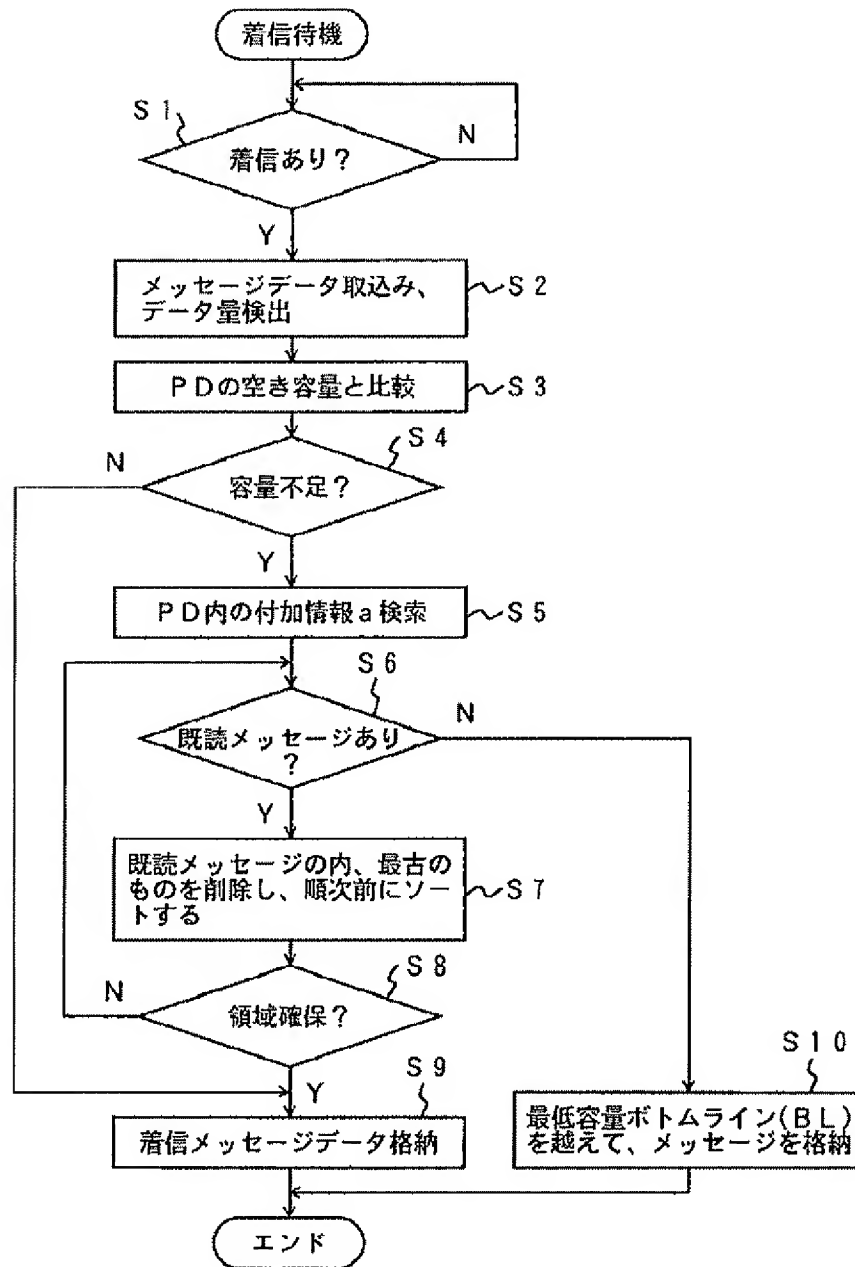 着信待機
S1
着信あり?
N
Y
メッセージデータ取込み、
データ量検出
S2
PDの空き容量と比較
S3
S4
N
容量不足?
Y
PD内の付加情報a検索
S5
S6
N
既読メッセージあり
?
Y
既読メッセージの内、最古の
ものを削除し、順次前にソー
トする
S7
S8
N
領域確保?
Y
S9
着信メッセージデータ格納
S10
最低容量ボトムライン(BL)
を越えて、メッセージを格納
エンド